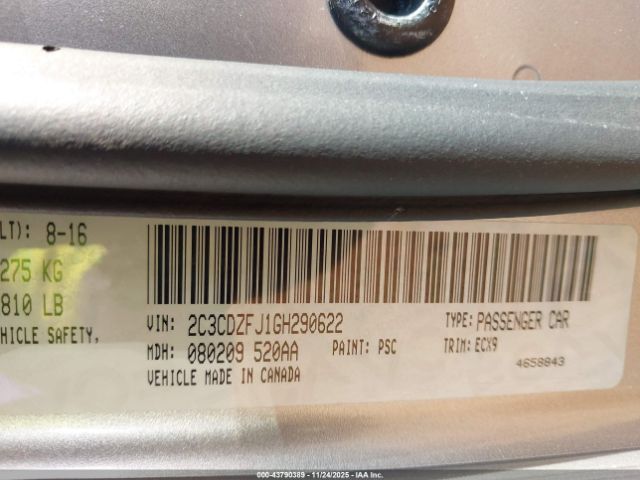 LT): 8-16
275 KG
810 LB
HICLE SAFETY,
VIN: 2C3CDZFJ1GH290622
TYPE: PASSENGER CAR
MDH: 080209 520AA
PAINT: PSC
TRIM: ECX9
VEHICLE MADE IN CANADA
4658843
000-43790389 - 11/24/2025 - IAA Inc.